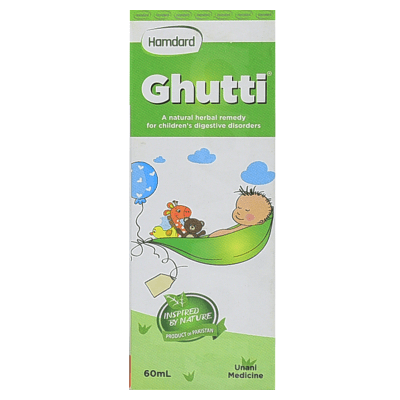 Hamdard
Ghutti®
A natural herbal remedy
for children's digestive disorders
INSPIRED
BY NATURE
PRODUCT OF PAKISTAN
60mL
Unani
Medicine